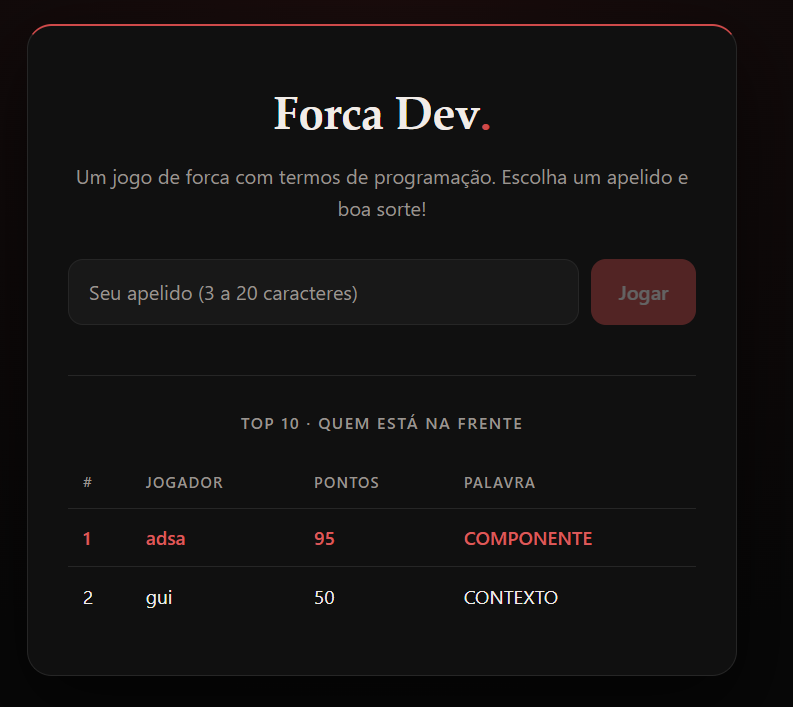 Forca Dev.
Um jogo de forca com termos de programação. Escolha um apelido e
boa sorte!
Seu apelido (3 a 20 caracteres) Jogar
TOP 10 · QUEM ESTÁ NA FRENTE
# JOGADOR PONTOS PALAVRA
1 adsa 95 COMPONENTE
2 gui 50 CONTEXTO